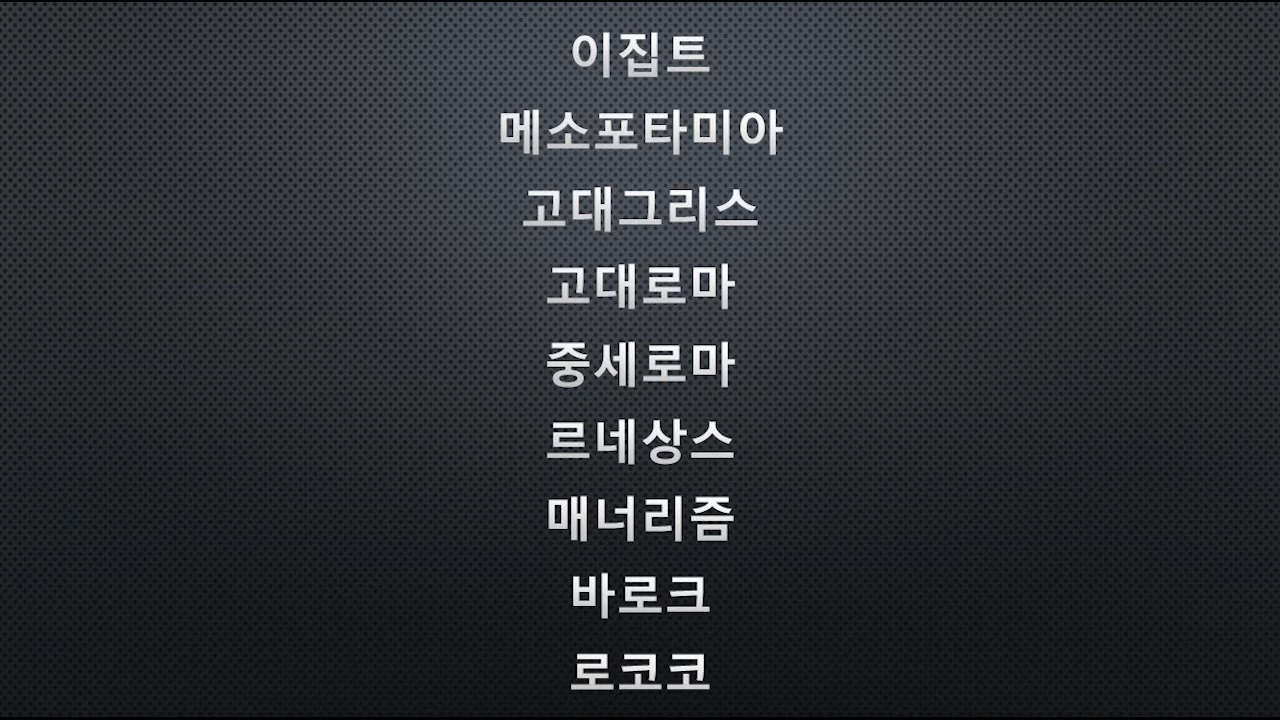 이집트
메소포타미아
고대그리스
고대로마
중세로마
르네상스
매너리즘
바로크
로코코